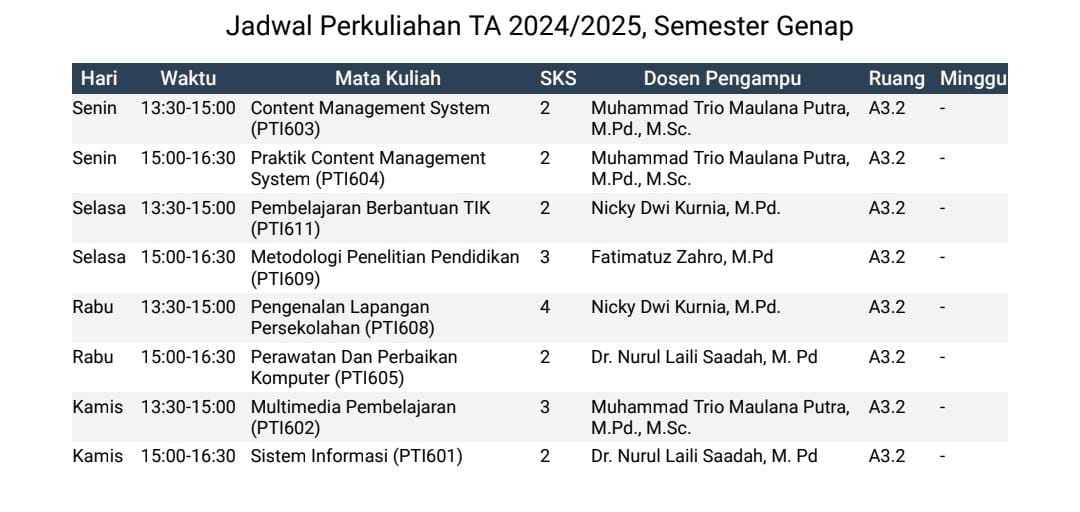 Jadwal Perkuliahan TA 2024/2025, Semester Genap
Hari Waktu Mata Kuliah SKS Dosen Pengampu Ruang Minggu
Senin 13:30-15:00 Content Management System 2 Muhammad Trio Maulana Putra, A3.2 -
(PTI603) M.Pd., M.Sc.
Senin 15:00-16:30 Praktik Content Management 2 Muhammad Trio Maulana Putra, A3.2 -
System (PTI604) M.Pd., M.Sc.
Selasa 13:30-15:00 Pembelajaran Berbantuan TIK 2 Nicky Dwi Kurnia, M.Pd. A3.2 -
(PTI611)
Selasa 15:00-16:30 Metodologi Penelitian Pendidikan 3 Fatimatuz Zahro, M.Pd A3.2 -
(PTI609)
Rabu 13:30-15:00 Pengenalan Lapangan 4 Nicky Dwi Kurnia, M.Pd. A3.2 -
Persekolahan (PTI608)
Rabu 15:00-16:30 Perawatan Dan Perbaikan 2 Dr. Nurul Laili Saadah, M. Pd A3.2 -
Komputer (PTI605)
Kamis 13:30-15:00 Multimedia Pembelajaran 3 Muhammad Trio Maulana Putra, A3.2 -
(PTI602) M.Pd., M.Sc.
Kamis 15:00-16:30 Sistem Informasi (PTI601) 2 Dr. Nurul Laili Saadah, M. Pd A3.2 -